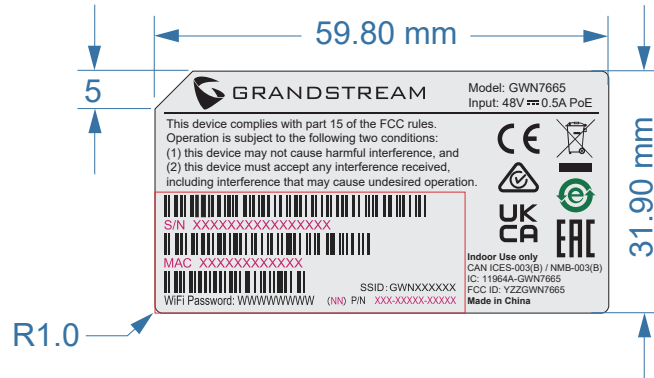 59.80 mm
5
GRANDSTREAM
Model: GWN7665
Input: 48V⎓0.5A PoE
This device complies with part 15 of the FCC rules.
Operation is subject to the following two conditions:
(1) this device may not cause harmful interference, and
(2) this device must accept any interference received,
including interference that may cause undesired operation.
CE
S/N XXXXXXXXXXXXXXXX
MAC XXXXXXXXXXXX
SSID: GWNXXXXXX
WiFi Password: WWWWWWWW (NN) P/N XXX-XXXXX-XXXXX
e
UK
CA
EAC
Indoor Use only
CAN ICES-003(B) / NMB-003(B)
IC: 11964A-GWN7665
FCC ID: YZZGWN7665
Made in China
31.90 mm
R1.0